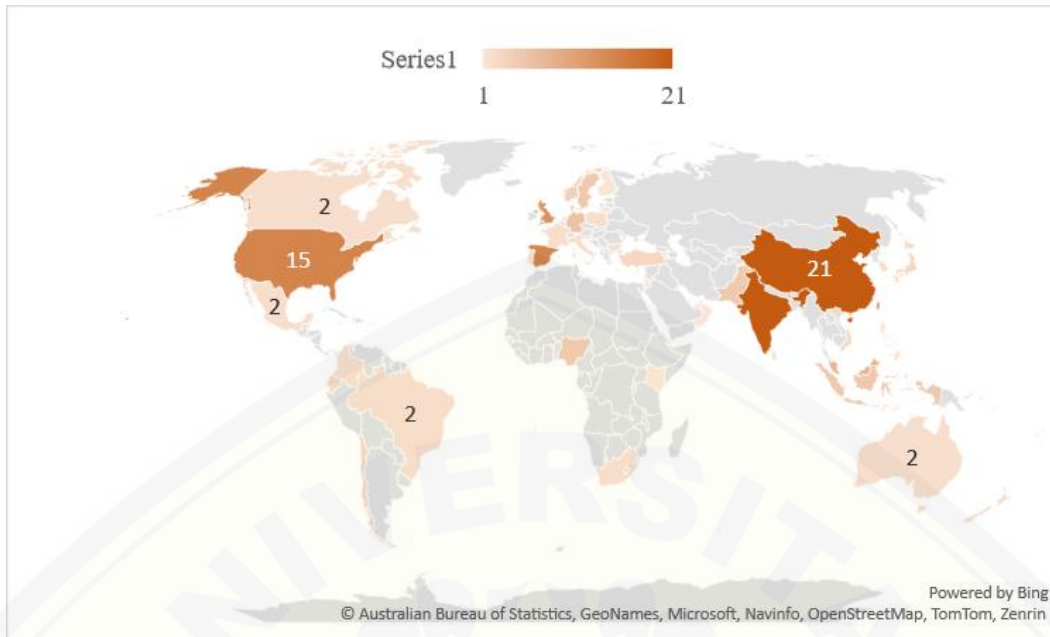 Series1
1 21
2
15
21
2
2
2
Powered by Bing
© Australian Bureau of Statistics, GeoNames, Microsoft, Navinfo, OpenStreetMap, TomTom, Zenrin
UNIVERSIT